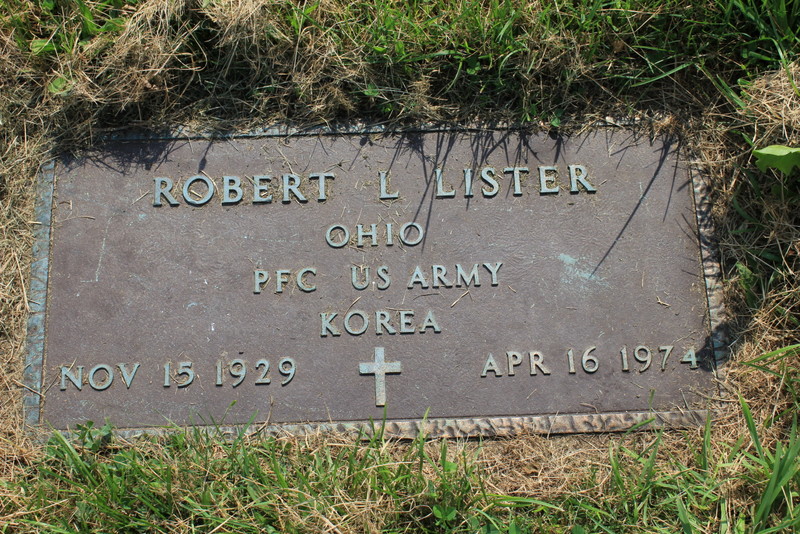 ROBERT L LISTER
OHIO
PFC US ARMY
KOREA
NOV 15 1929 APR 16 1974